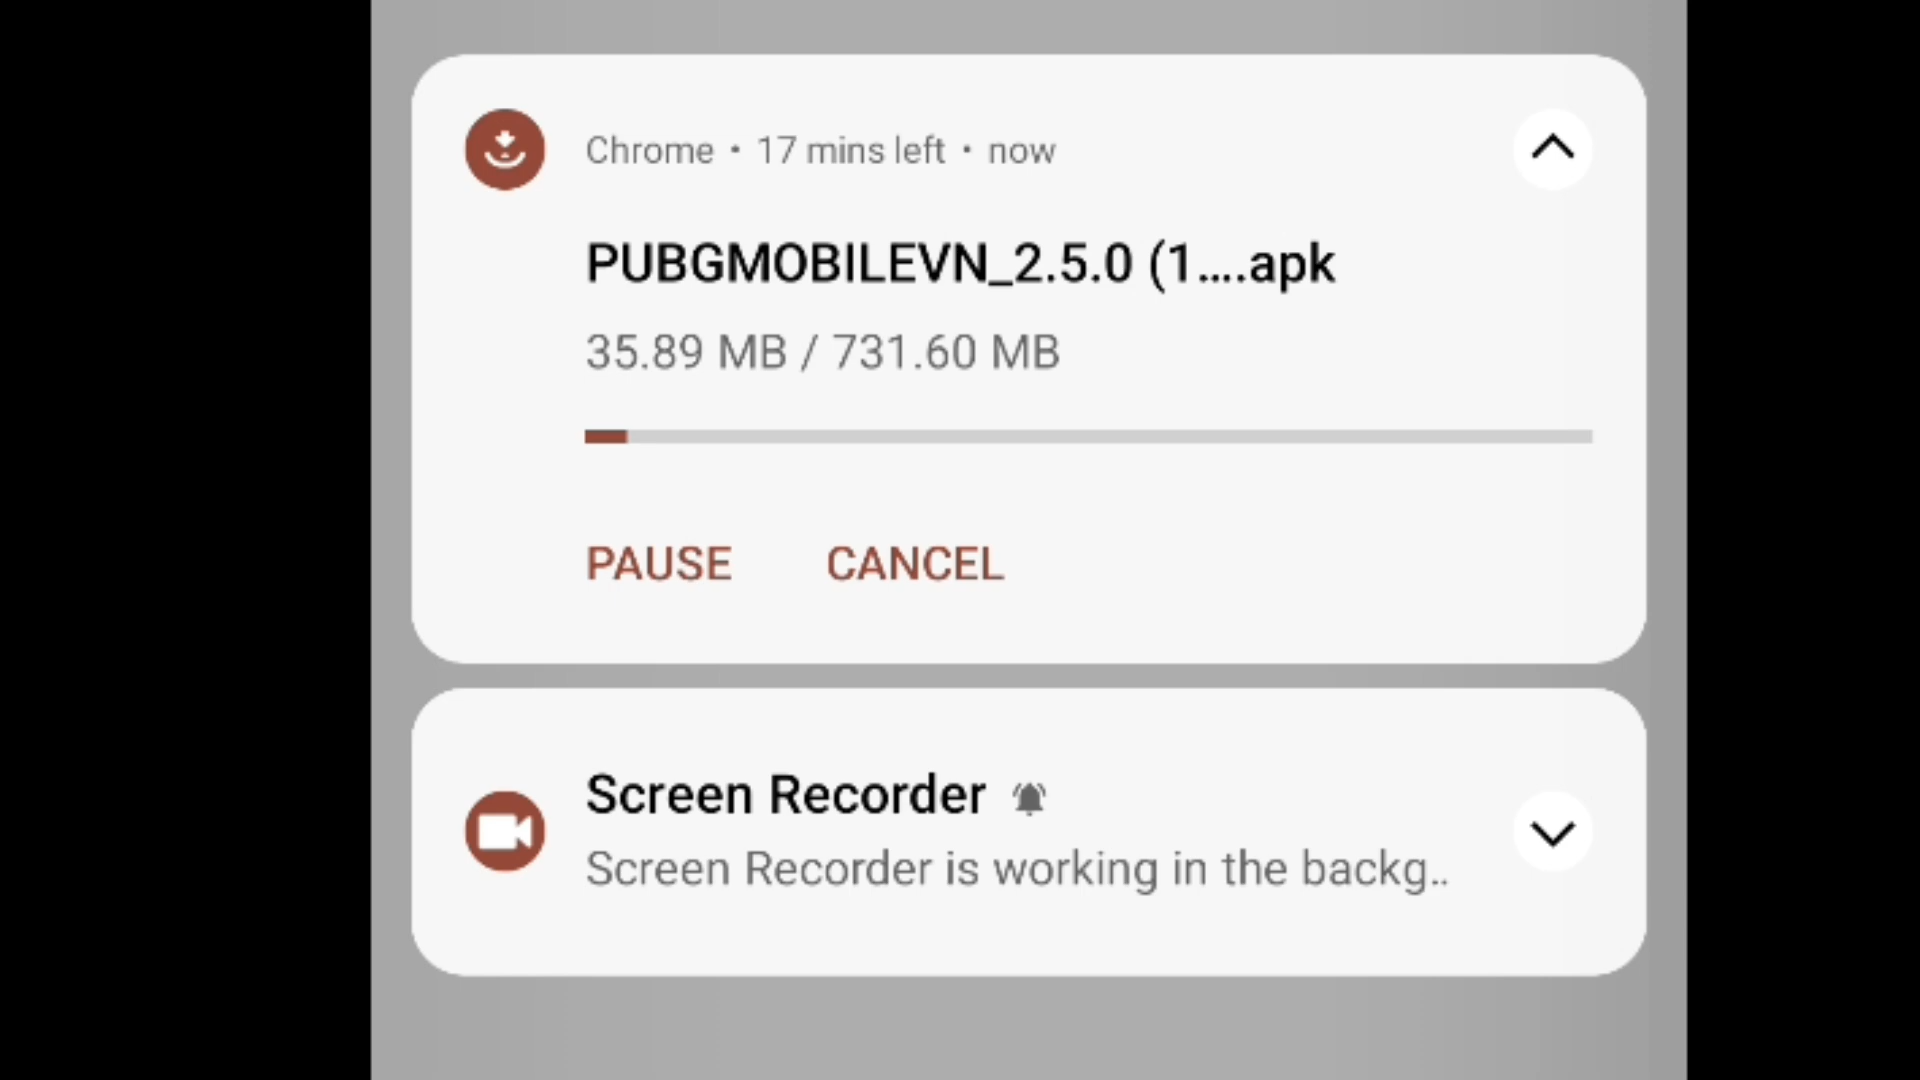 Chrome • 17 mins left • now
PUBGMOBILEVN_2.5.0 (1....apk
35.89 MB / 731.60 MB
PAUSE CANCEL
Screen Recorder
Screen Recorder is working in the backg..